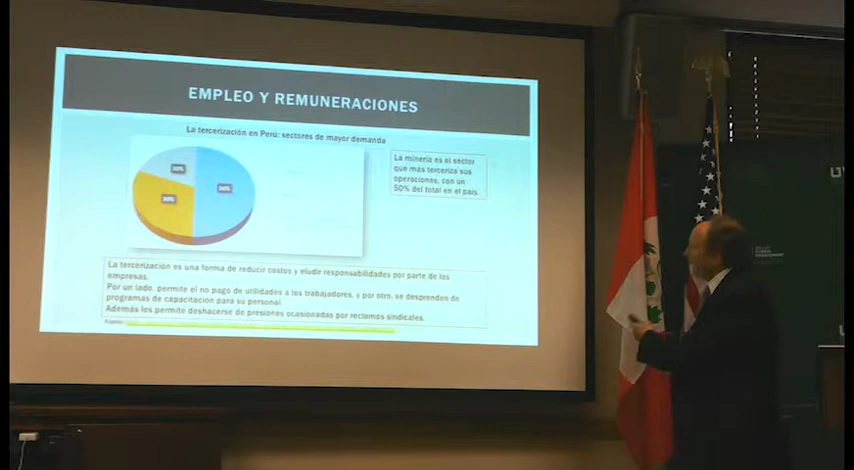 EMPLEO Y REMUNERACIONES
La tercerización en Perú: sectores de mayor demanda
20%
50%
30%
La minería es el sector
que más terceriza sus
operaciones, con un
50% del total en el país.
La tercerización es una forma de reducir costos y eludir responsabilidades por parte de las
empresas.
Por un lado, permite el no pago de utilidades a los trabajadores, y por otro, se desprenden de
programas de capacitación para su personal.
Además les permite deshacerse de presiones ocasionadas por reclamos sindicales.